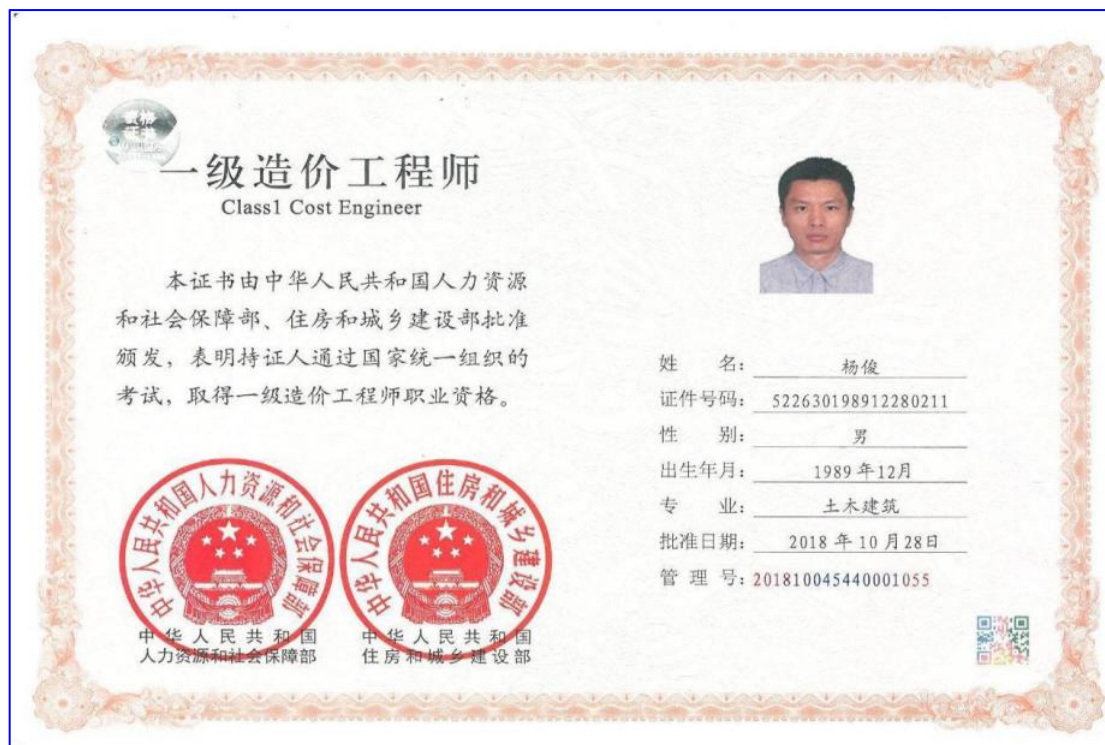 资格
证书
一级造价工程师
Class1 Cost Engineer
本证书由中华人民共和国人力资源
和社会保障部、住房和城乡建设部批准
颁发，表明持证人通过国家统一组织的
考试，取得一级造价工程师职业资格。
中华人民共和国人力资源和社会保障部
中华人民共和国
人力资源和社会保障部
中华人民共和国住房和城乡建设部
中华人民共和国
住房和城乡建设部
姓 名： 杨俊
证件号码： 522630198912280211
性 别： 男
出生年月： 1989年12月
专 业： 土木建筑
批准日期： 2018年10月28日
管 理 号: 201810045440001055